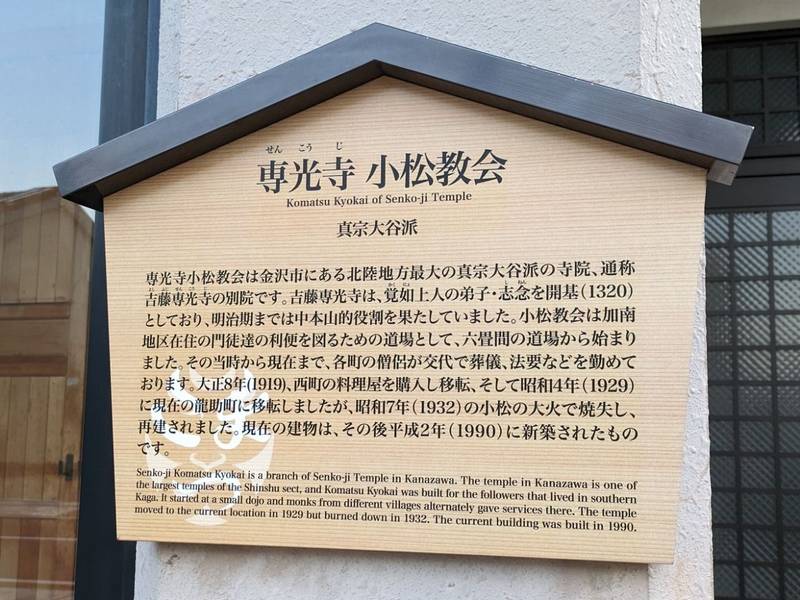 せん こう じ
専光寺 小松教会
Komatsu Kyokai of Senko-ji Temple
真宗大谷派
専光寺小松教会は金沢市にある北陸地方最大の真宗大谷派の寺院、通称
吉藤専光寺の別院です。吉藤専光寺は、覚如上人の弟子・志念を開基(1320)
としており、明治期までは中本山的役割を果たしていました。小松教会は加南
地区在住の門徒達の利便を図るための道場として、六畳間の道場から始まり
ました。その当時から現在まで、各町の僧侶が交代で葬儀、法要などを勤めて
おります。大正8年(1919)、西町の料理屋を購入し移転、そして昭和4年(1929)
に現在の龍助町に移転しましたが、昭和7年(1932)の小松の大火で焼失し、
再建されました。現在の建物は、その後平成2年(1990)に新築されたもの
です。
Senko-ji Komatsu Kyokai is a branch of Senko-ji Temple in Kanazawa. The temple in Kanazawa is one of
the largest temples of the Shinshu sect, and Komatsu Kyokai was built for the followers that lived in southern
Kaga. It started at a small dojo and monks from different villages alternately gave services there. The temple
moved to the current location in 1929 but burned down in 1932. The current building was built in 1990.